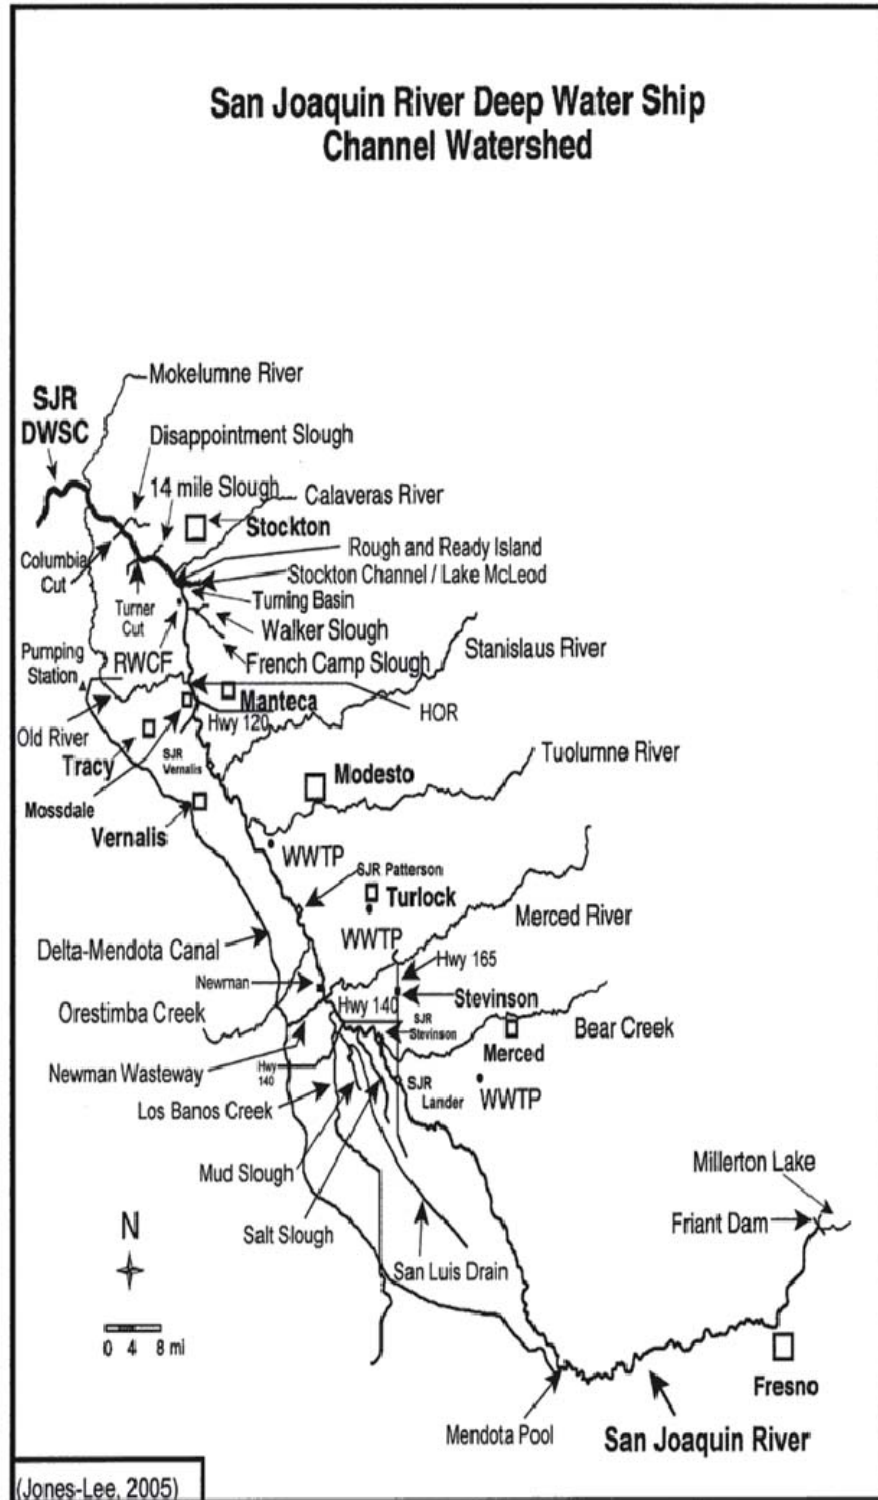 San Joaquin River Deep Water Ship
Channel Watershed
Mokelumne River
SJR
DWSC
Disappointment Slough
14 mile Slough
Calaveras River
Stockton
Rough and Ready Island
Columbia
Cut
Stockton Channel / Lake McLeod
Turner
Cut
Turning Basin
Walker Slough
Stanislaus River
Pumping
Station
RWCF
French Camp Slough
Manteca
HOR
Hwy 120
Old River
Tracy
SJR
Vernalis
Tuolumne River
Modesto
Mossdale
Vernalis
WWTP
SJR Patterson
Turlock
Merced River
WWTP
Delta-Mendota Canal
Hwy 165
Newman
Stevinson
Hwy 140
Orestimba Creek
SJR
Stevinson
Bear Creek
Merced
Newman Wasteway
Hwy
140
SJR
Lander
WWTP
Los Banos Creek
Mud Slough
Millerton Lake
Friant Dam
Salt Slough
N
San Luis Drain
0 4 8 mi
Fresno
Mendota Pool
San Joaquin River
(Jones-Lee, 2005)